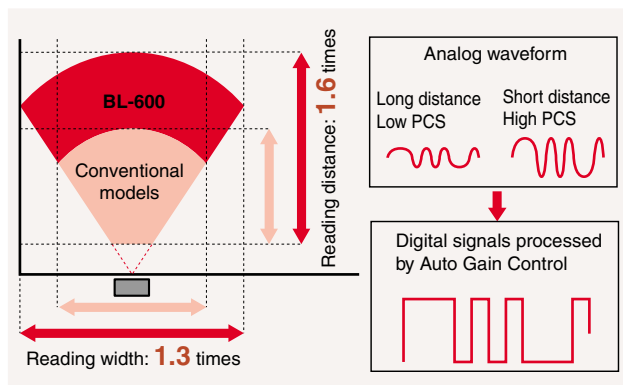 BL-600
Conventional
models
Reading distance: 1.6 times
Reading width: 1.3 times
Analog waveform
Long distance
Low PCS
Short distance
High PCS
Digital signals processed
by Auto Gain Control